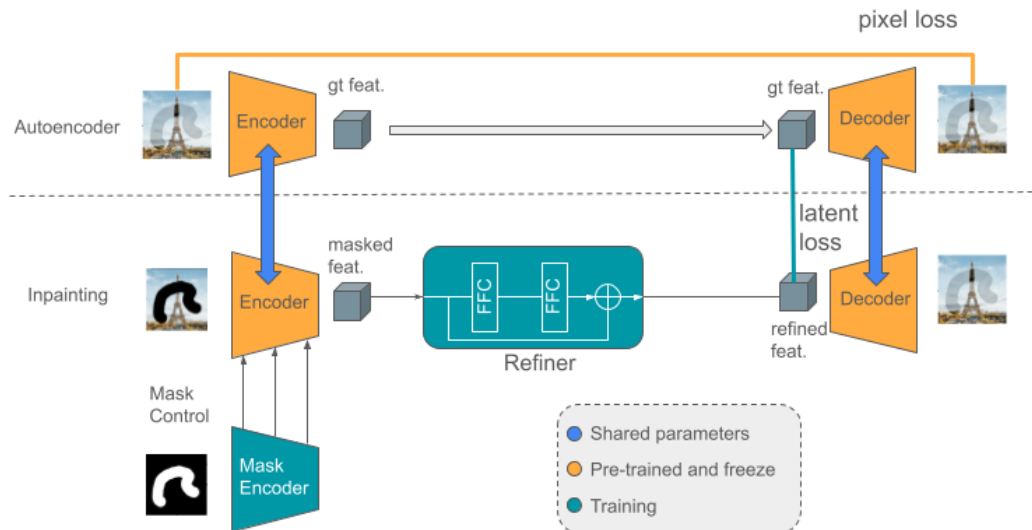 pixel loss
gt feat.
gt feat.
Autoencoder
Encoder
Decoder
latent
loss
masked
feat.
Inpainting
Encoder
FFC
FFC
Decoder
refined
feat.
Refiner
Mask
Control
Mask
Encoder
Shared parameters
Pre-trained and freeze
Training